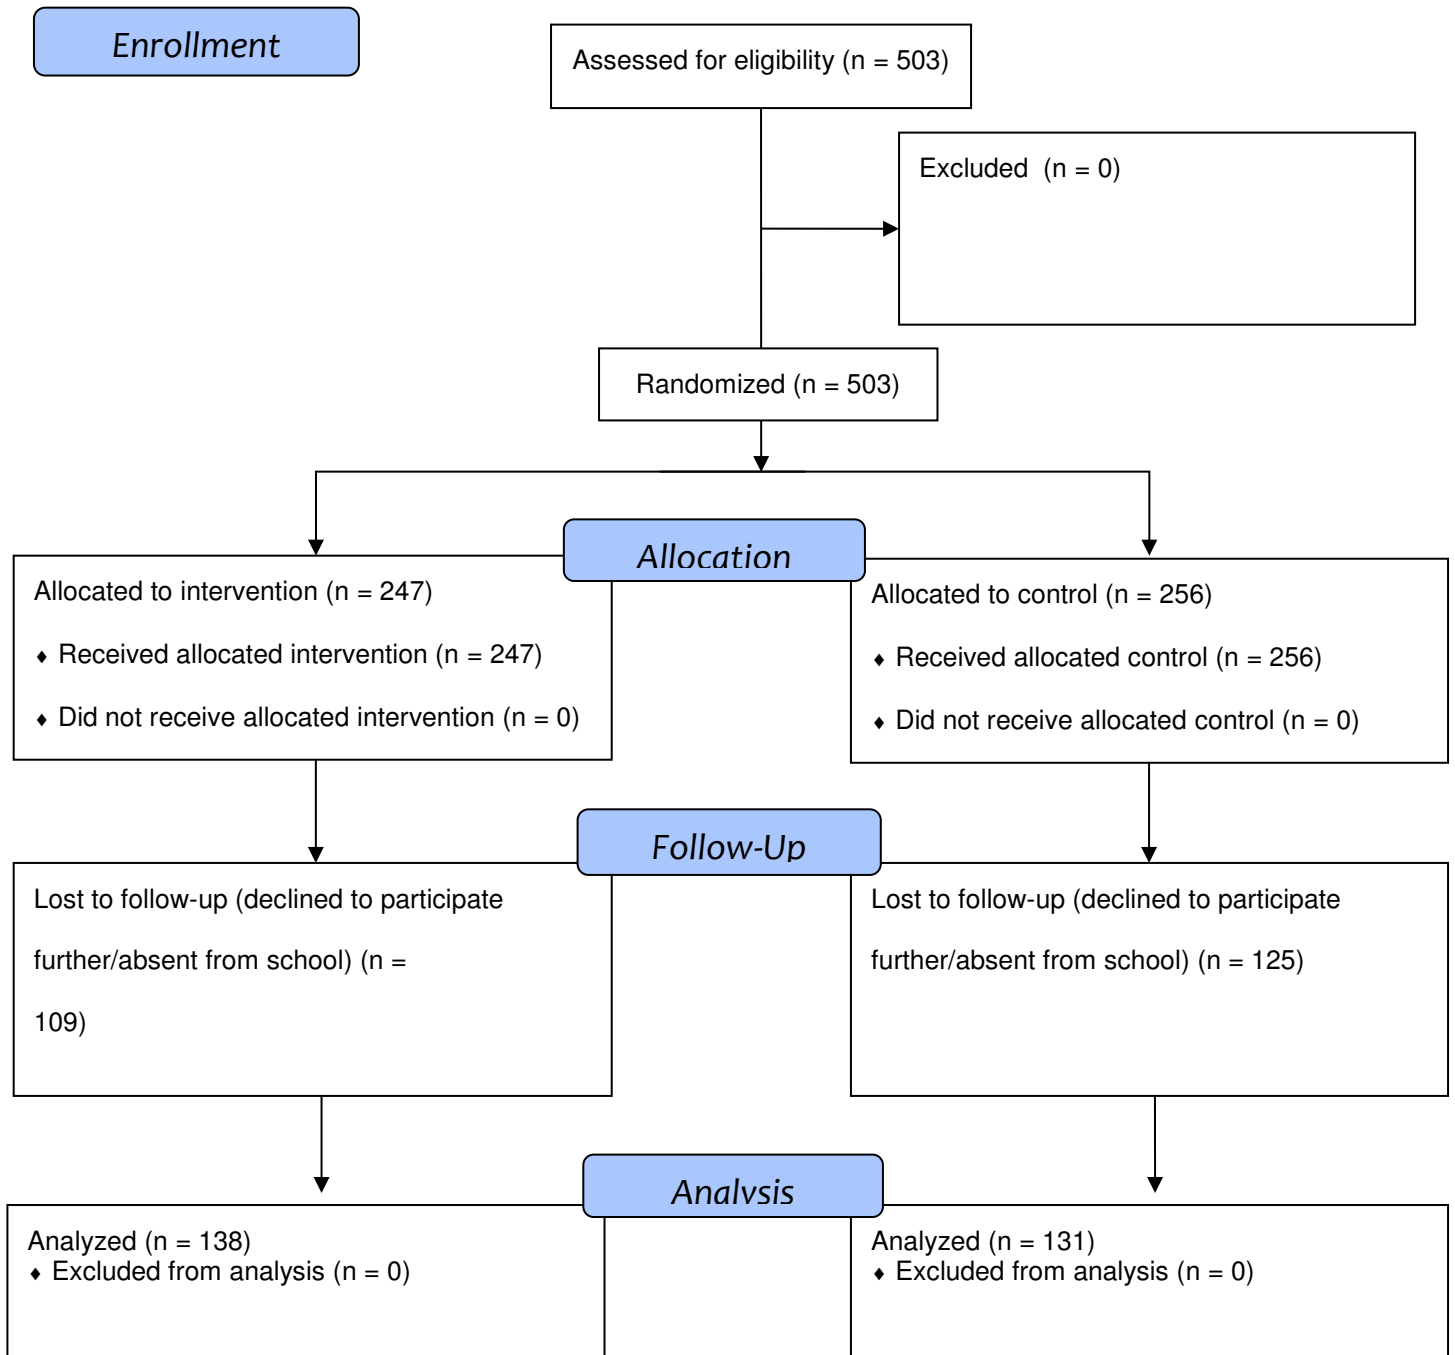 Enrollment
Assessed for eligibility (n = 503)
Excluded  (n = 0)
Randomized (n = 503)
Allocation
Allocated to intervention (n = 247)
♦ Received allocated intervention (n = 247)
♦ Did not receive allocated intervention (n = 0)
Allocated to control (n = 256)
♦ Received allocated control (n = 256)
♦ Did not receive allocated control (n = 0)
Follow-Up
Lost to follow-up (declined to participate
further/absent from school) (n =
109)
Lost to follow-up (declined to participate
further/absent from school) (n = 125)
Analysis
Analyzed (n = 138)
♦ Excluded from analysis (n = 0)
Analyzed (n = 131)
♦ Excluded from analysis (n = 0)